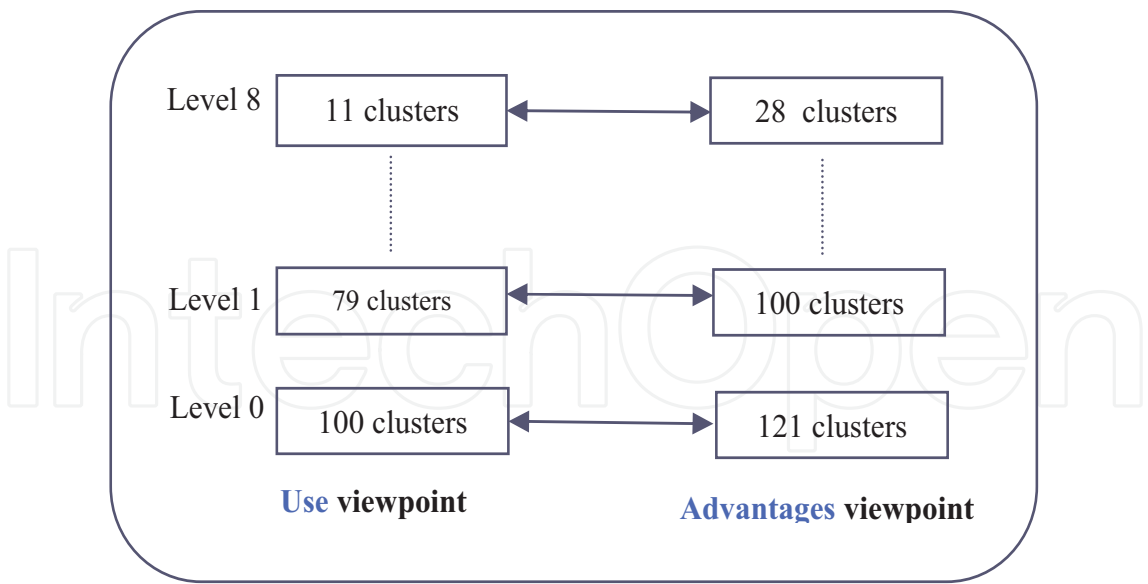 Level 8
11 clusters
28 clusters
Level 1
79 clusters
100 clusters
Level 0
100 clusters
121 clusters
Use viewpoint
Advantages viewpoint
IntechOpen